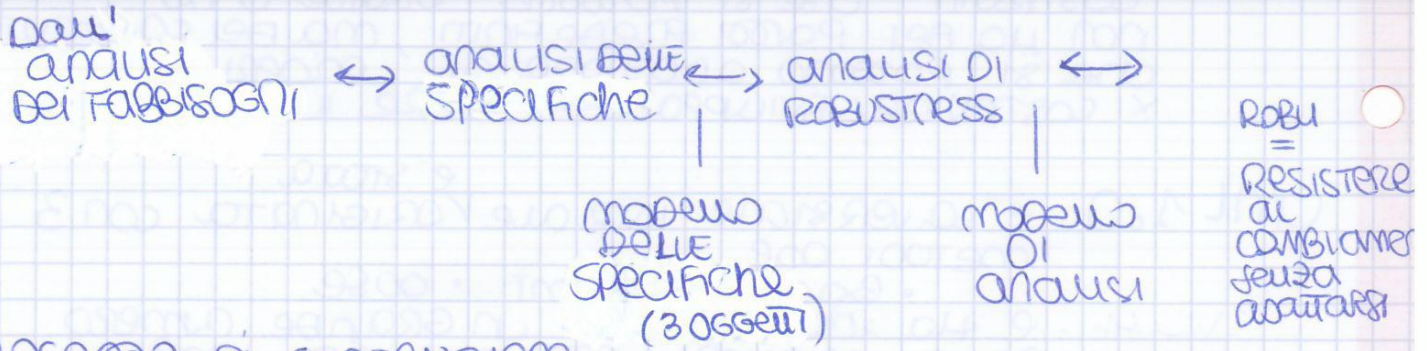 Dall'
analisi
dei FABBISOGNI
analisi delle
SPECIFICHE
analisi DI
ROBUSTNESS
modello
DELLE
SPECIFICHE
(3 OGGETTI)
modello
DI
analisi
ROBU
=
RESISTERE
ai
CAMBIAMEN
senza
adattarsi